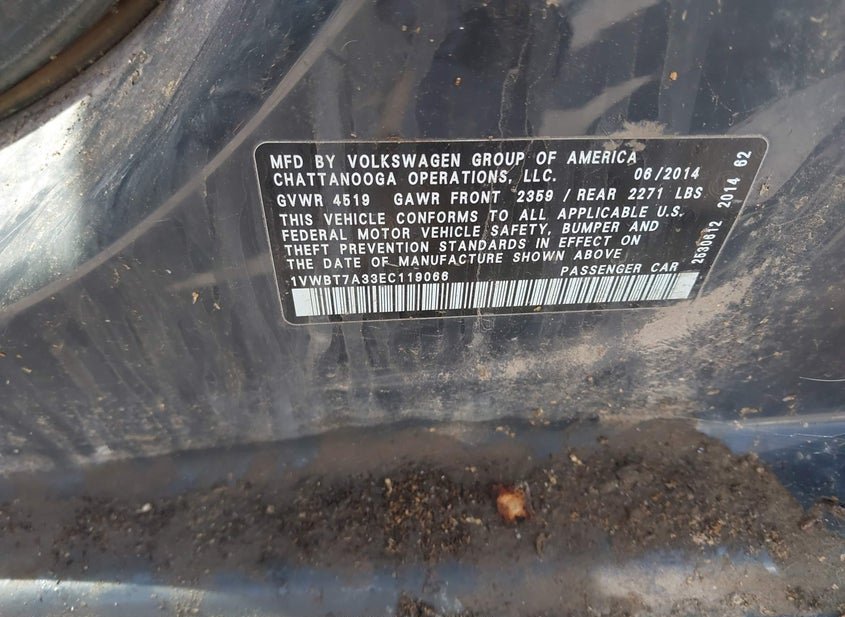 MFD BY VOLKSWAGEN GROUP OF AMERICA
CHATTANOOGA OPERATIONS, LLC. 06/2014
GVWR 4519 GAWR FRONT 2359 / REAR 2271 LBS
THIS VEHICLE CONFORMS TO ALL APPLICABLE U.S.
FEDERAL MOTOR VEHICLE SAFETY, BUMPER AND
THEFT PREVENTION STANDARDS IN EFFECT ON
THE DATE OF MANUFACTURE SHOWN ABOVE
1VWBT7A33EC119066 PASSENGER CAR
2530612 2014 62